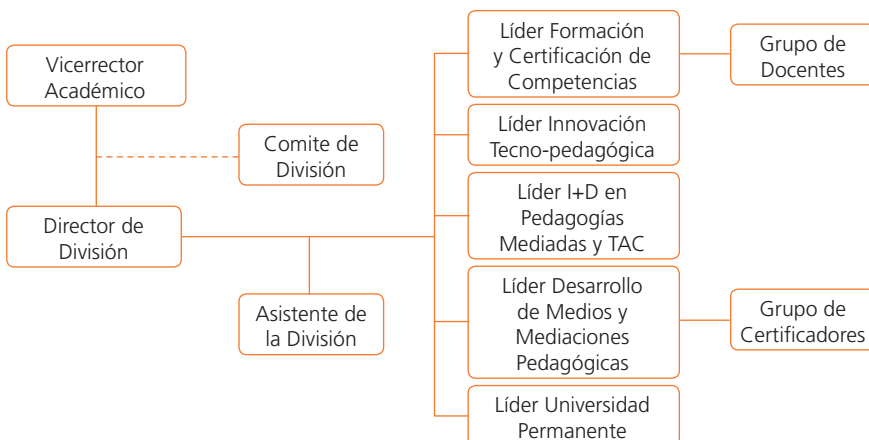 Vicerrector
Académico
Comite de
División
Director de
División
Asistente de
la División
Líder Formación
y Certificación de
Competencias
Grupo de
Docentes
Líder Innovación
Tecno-pedagógica
Líder I+D en
Pedagogías
Mediadas y TAC
Líder Desarrollo
de Medios y
Mediaciones
Pedagógicas
Grupo de
Certificadores
Líder Universidad
Permanente